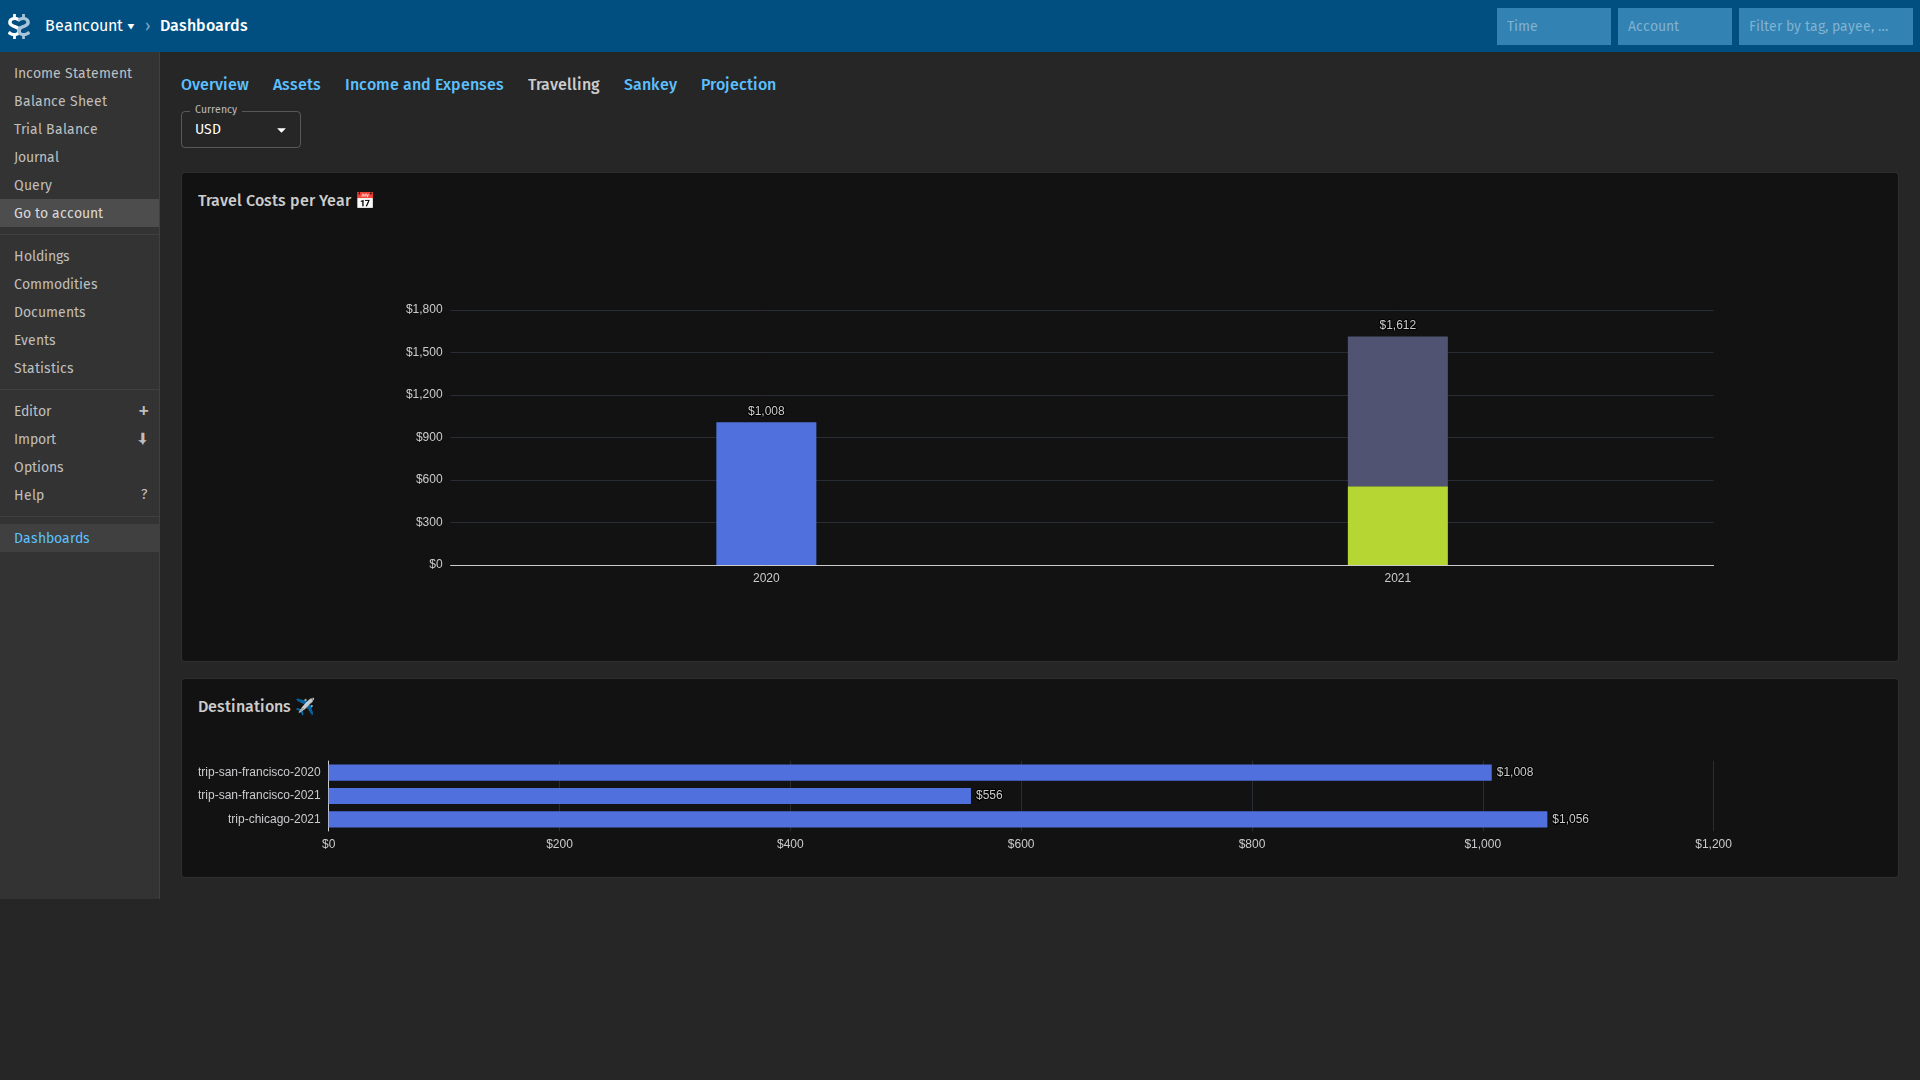 Beancount ▾ › Dashboards
Time
Account
Filter by tag, payee, ...
Income Statement
Balance Sheet
Trial Balance
Journal
Query
Go to account
Holdings
Commodities
Documents
Events
Statistics
Editor +
Import ⬇
Options
Help ?
Dashboards
Overview Assets Income and Expenses Travelling Sankey Projection
Currency
USD
Travel Costs per Year 📅
$1,800
$1,500
$1,200
$900
$600
$300
$0
$1,008
$1,612
2020 2021
Destinations ✈️
trip-san-francisco-2020 $1,008
trip-san-francisco-2021 $556
trip-chicago-2021 $1,056
$0 $200 $400 $600 $800 $1,000 $1,200